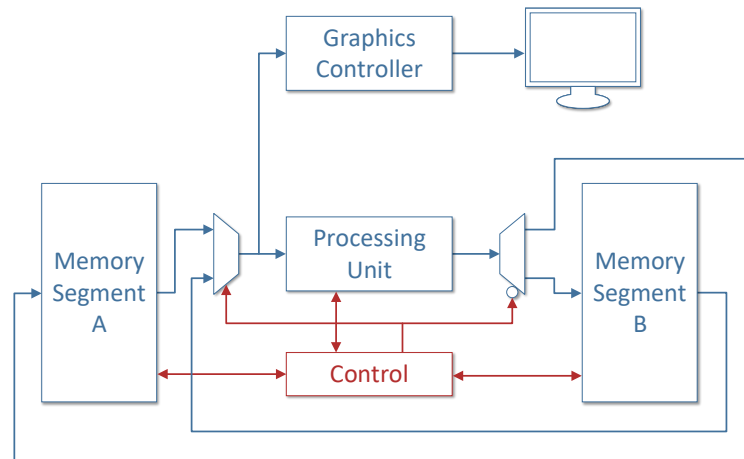 Graphics
Controller
Memory
Segment
A
Processing
Unit
Memory
Segment
B
Control